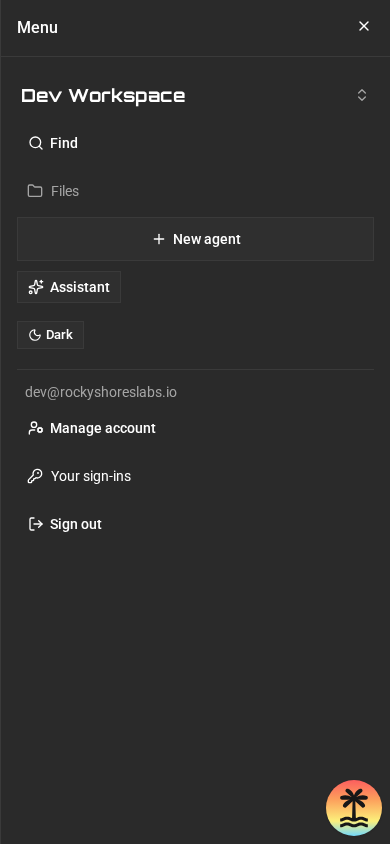 Menu
Dev Workspace
Find
Files
New agent
Assistant
Dark
dev@rockyshoreslabs.io
Manage account
Your sign-ins
Sign out